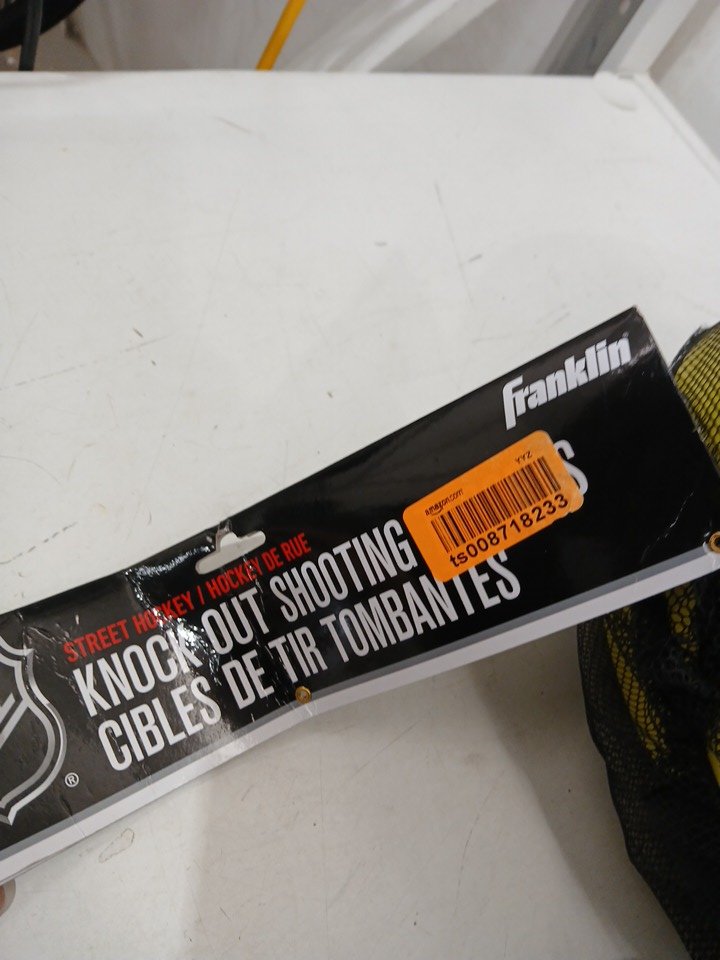 franklin
amazon.com
YYZ
ts008718233
STREET HOCKEY / HOCKEY DE RUE
KNOCK OUT SHOOTING S
CIBLES DE TIR TOMBANTES
®